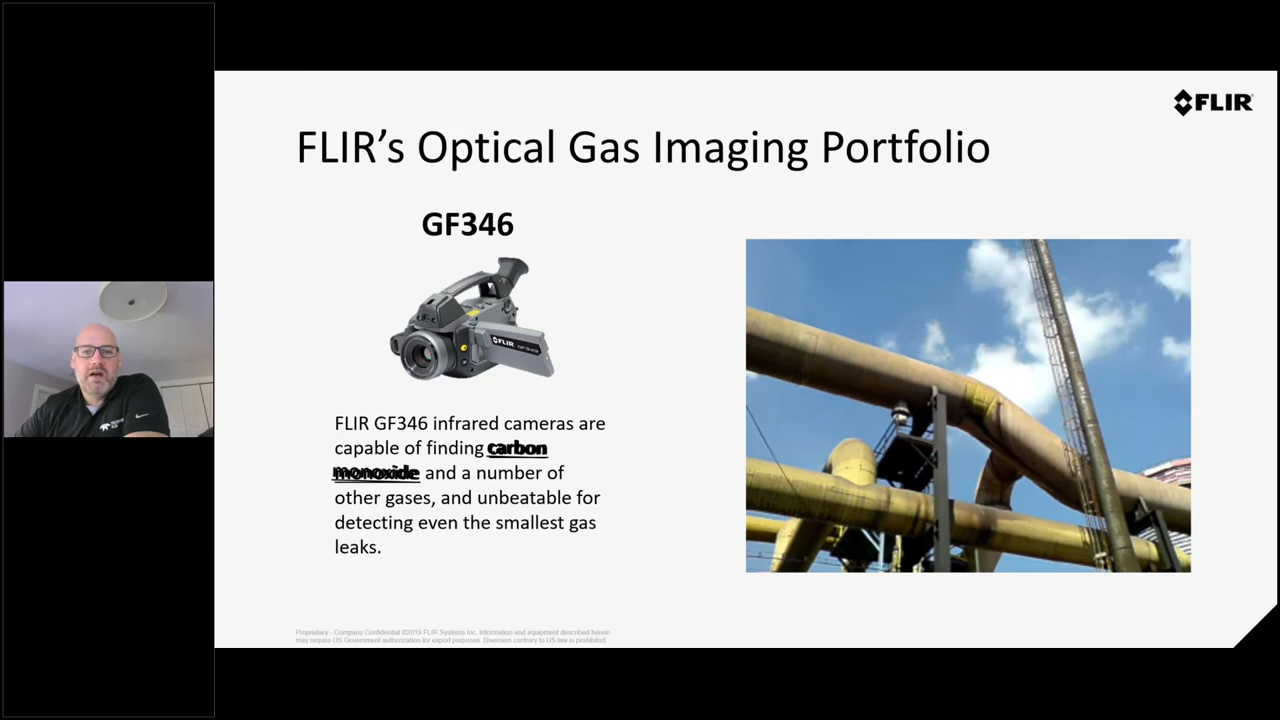 FLIR
FLIR's Optical Gas Imaging Portfolio
GF346
FLIR
FLIR GF346 infrared cameras are
capable of finding carbon
monoxide and a number of
other gases, and unbeatable for
detecting even the smallest gas
leaks.
Proprietary - Company Confidential ©2019 FLIR Systems Inc. Information and equipment described herein
may require US Government authorization for export purposes. Diversion contrary to US law is prohibited.